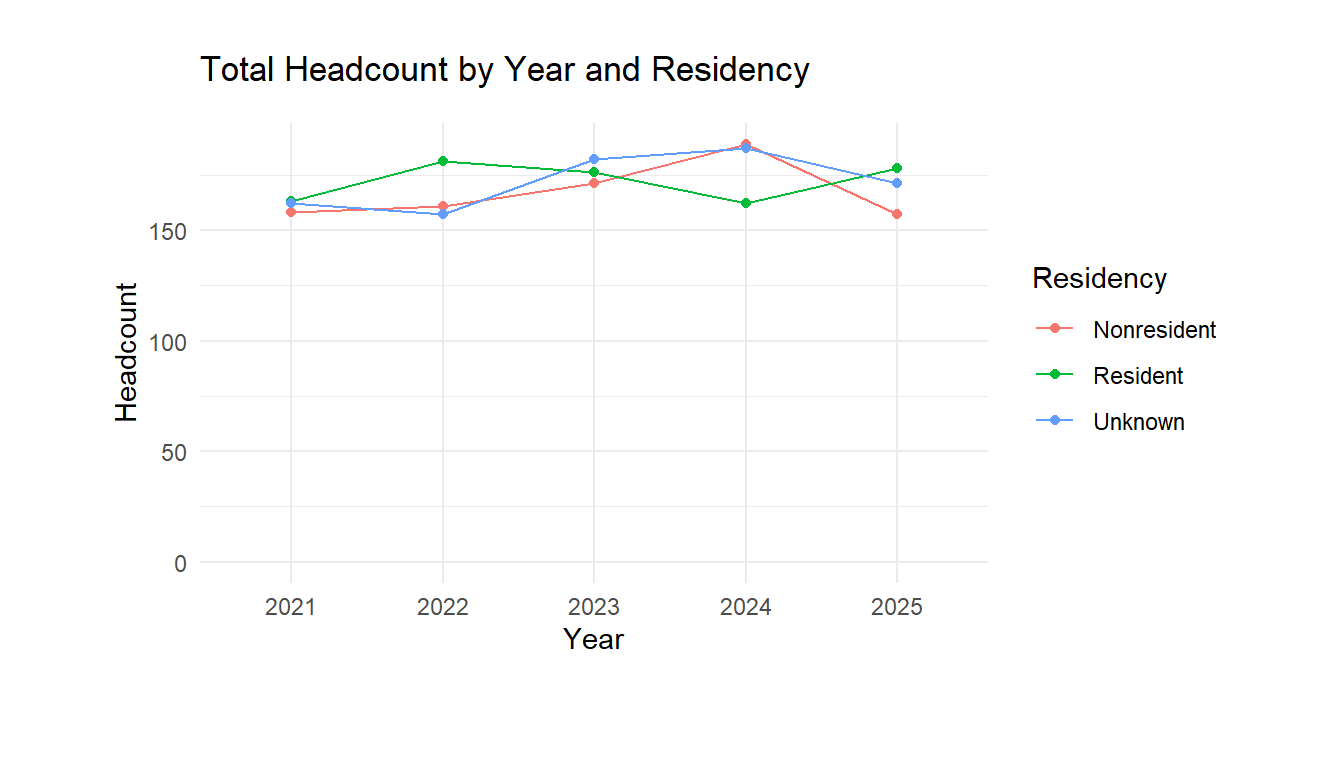 Total Headcount by Year and Residency
Headcount
150
100
50
0
2021 2022 2023 2024 2025
Year
Residency
Nonresident
Resident
Unknown